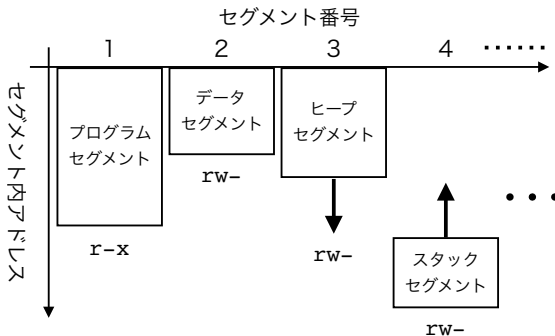 セグメント番号
1 2 3 4 ······
セグメント内アドレス
プログラム
セグメント
r-x
データ
セグメント
rw-
ヒープ
セグメント
rw-
スタック
セグメント
rw-
• • •